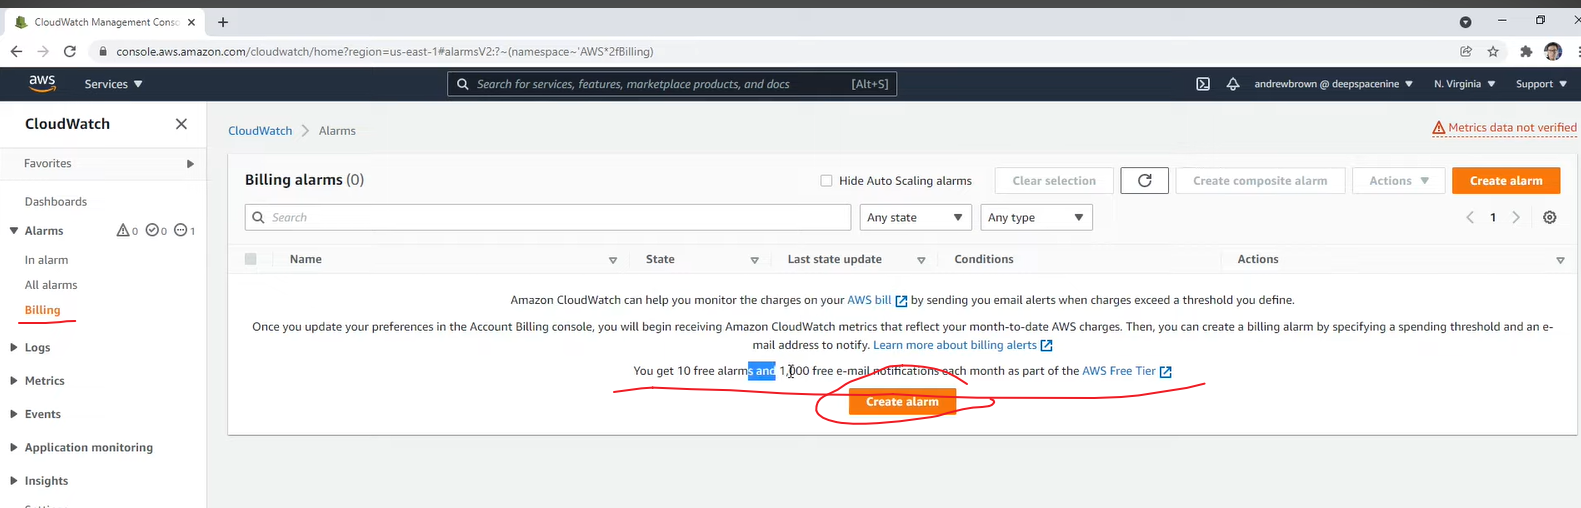 CloudWatch Management Conso
console.aws.amazon.com/cloudwatch/home?region=us-east-1#alarmsV2:?~(namespace~'AWS*2fBilling)
aws Services Search for services, features, marketplace products, and docs [Alt+S] andrewbrown @ deepspacenine N. Virginia Support
CloudWatch
Favorites
Dashboards
Alarms 0 0 1
In alarm
All alarms
Billing
Logs
Metrics
Events
Application monitoring
Insights
CloudWatch Alarms
Metrics data not verified
Billing alarms (0) Hide Auto Scaling alarms Clear selection Create composite alarm Actions Create alarm
Search Any state Any type 1
Name State Last state update Conditions Actions
Amazon CloudWatch can help you monitor the charges on your AWS bill by sending you email alerts when charges exceed a threshold you define.
Once you update your preferences in the Account Billing console, you will begin receiving Amazon CloudWatch metrics that reflect your month-to-date AWS charges. Then, you can create a billing alarm by specifying a spending threshold and an e-
mail address to notify. Learn more about billing alerts
You get 10 free alarms and 1,000 free e-mail notifications each month as part of the AWS Free Tier
Create alarm